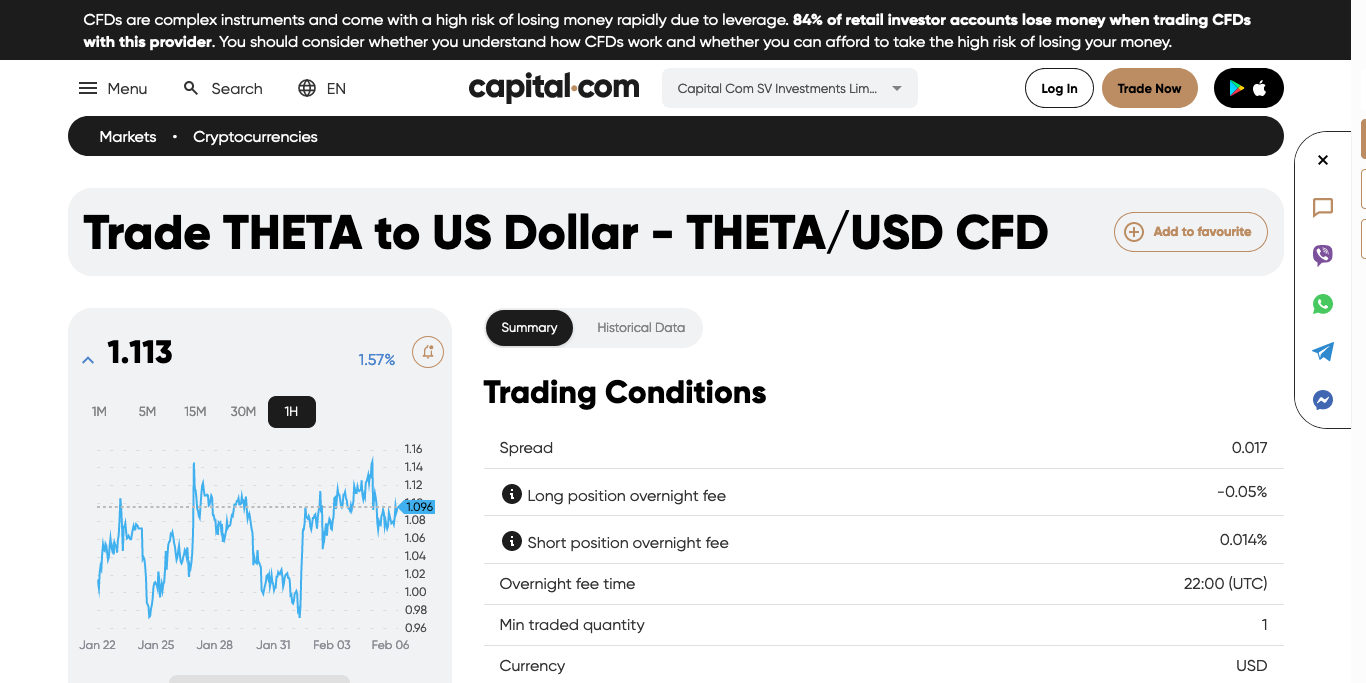 CFDs are complex instruments and come with a high risk of losing money rapidly due to leverage. 84% of retail investor accounts lose money when trading CFDs
with this provider. You should consider whether you understand how CFDs work and whether you can afford to take the high risk of losing your money.
Menu Search EN capital.com Capital Com SV Investments Lim... Log In Trade Now
Markets • Cryptocurrencies
Trade THETA to US Dollar - THETA/USD CFD Add to favourite
1.113 1.57%
1M 5M 15M 30M 1H
1.16
1.14
1.12
1.096
1.08
1.06
1.04
1.02
1.00
0.98
0.96
Jan 22 Jan 25 Jan 28 Jan 31 Feb 03 Feb 06
Summary Historical Data
Trading Conditions
Spread 0.017
Long position overnight fee -0.05%
Short position overnight fee 0.014%
Overnight fee time 22:00 (UTC)
Min traded quantity 1
Currency USD